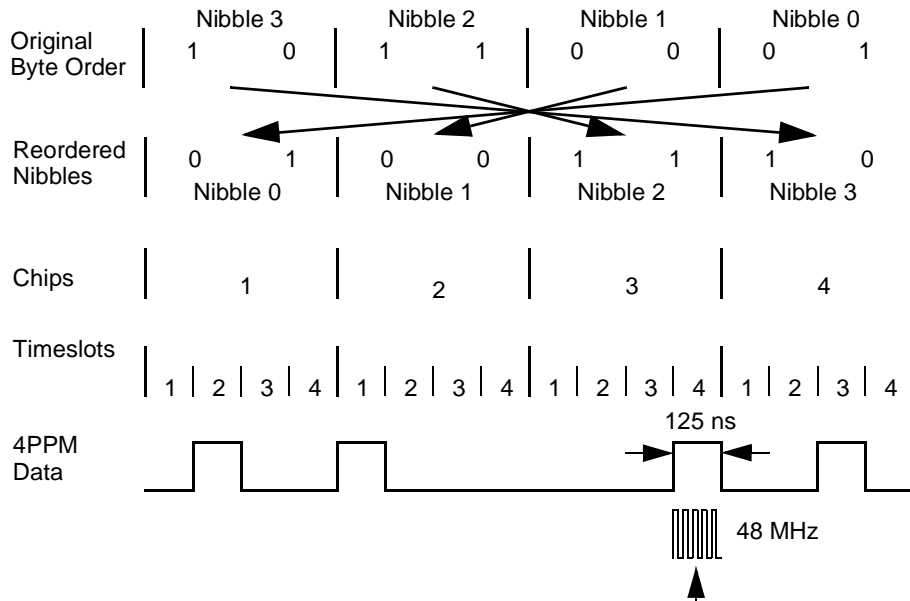 Nibble 3 Nibble 2 Nibble 1 Nibble 0
Original
Byte Order
1 0 1 1 0 0 0 1
Reordered
Nibbles
0 1 0 0 1 1 1 0
Nibble 0 Nibble 1 Nibble 2 Nibble 3
Chips 1 2 3 4
Timeslots
1 2 3 4 1 2 3 4 1 2 3 4 1 2 3 4
125 ns
4PPM
Data
48 MHz